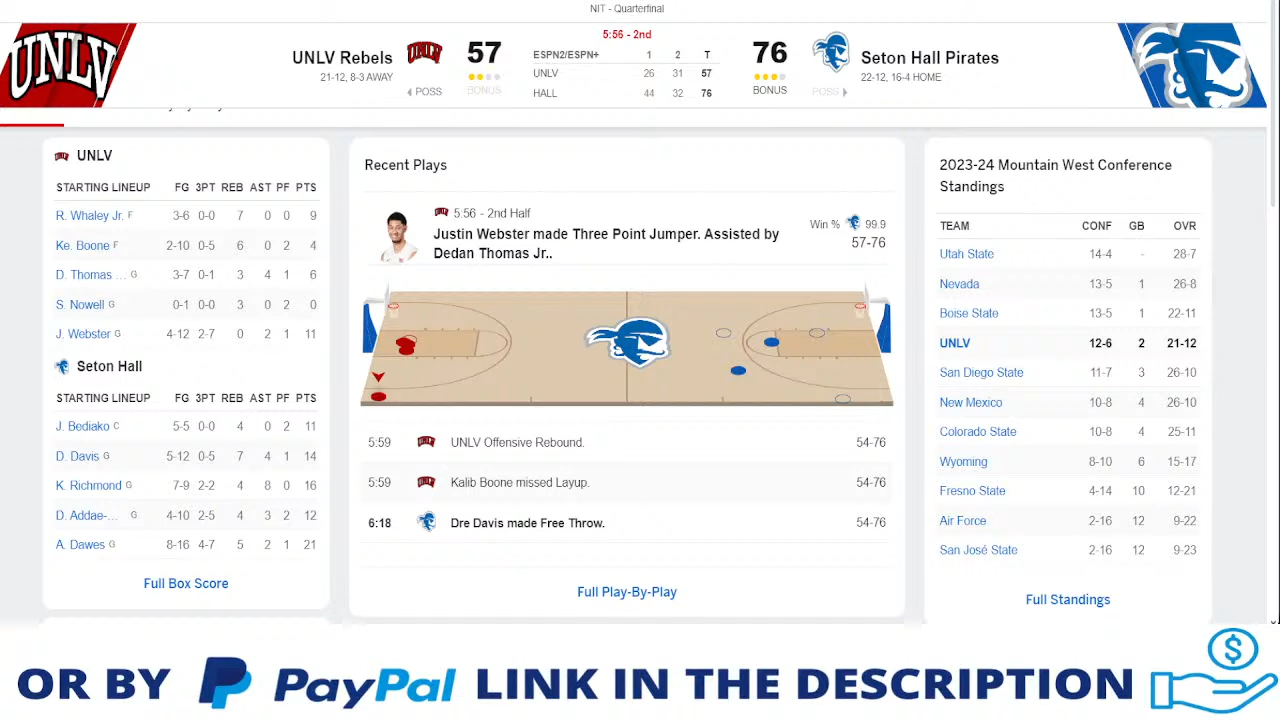 NIT - Quarterfinal
UNLV
UNLV Rebels
21-12, 8-3 AWAY
UNLV
57
BONUS
POSS
5:56 - 2nd
ESPN2/ESPN+ 1 2 T
UNLV 26 31 57
HALL 44 32 76
76
BONUS
POSS
Seton Hall Pirates
22-12, 16-4 HOME
UNLV
STARTING LINEUP FG 3PT REB AST PF PTS
R. Whaley Jr. F 3-6 0-0 7 0 0 9
Ke. Boone F 2-10 0-5 6 0 2 4
D. Thomas ... G 3-7 0-1 3 4 1 6
S. Nowell G 0-1 0-0 3 0 2 0
J. Webster G 4-12 2-7 0 2 1 11
Seton Hall
STARTING LINEUP FG 3PT REB AST PF PTS
J. Bediako C 5-5 0-0 4 0 2 11
D. Davis G 5-12 0-5 7 4 1 14
K. Richmond G 7-9 2-2 4 8 0 16
D. Addae-... G 4-10 2-5 4 3 2 12
A. Dawes G 8-16 4-7 5 2 1 21
Full Box Score
Recent Plays
5:56 - 2nd Half
Justin Webster made Three Point Jumper. Assisted by
Dedan Thomas Jr..
Win % 99.9
57-76
5:59 UNLV Offensive Rebound. 54-76
5:59 Kalib Boone missed Layup. 54-76
6:18 Dre Davis made Free Throw. 54-76
Full Play-By-Play
2023-24 Mountain West Conference
Standings
TEAM CONF GB OVR
Utah State 14-4 - 28-7
Nevada 13-5 1 26-8
Boise State 13-5 1 22-11
UNLV 12-6 2 21-12
San Diego State 11-7 3 26-10
New Mexico 10-8 4 26-10
Colorado State 10-8 4 25-11
Wyoming 8-10 6 15-17
Fresno State 4-14 10 12-21
Air Force 2-16 12 9-22
San José State 2-16 12 9-23
Full Standings
OR BY PayPal LINK IN THE DESCRIPTION